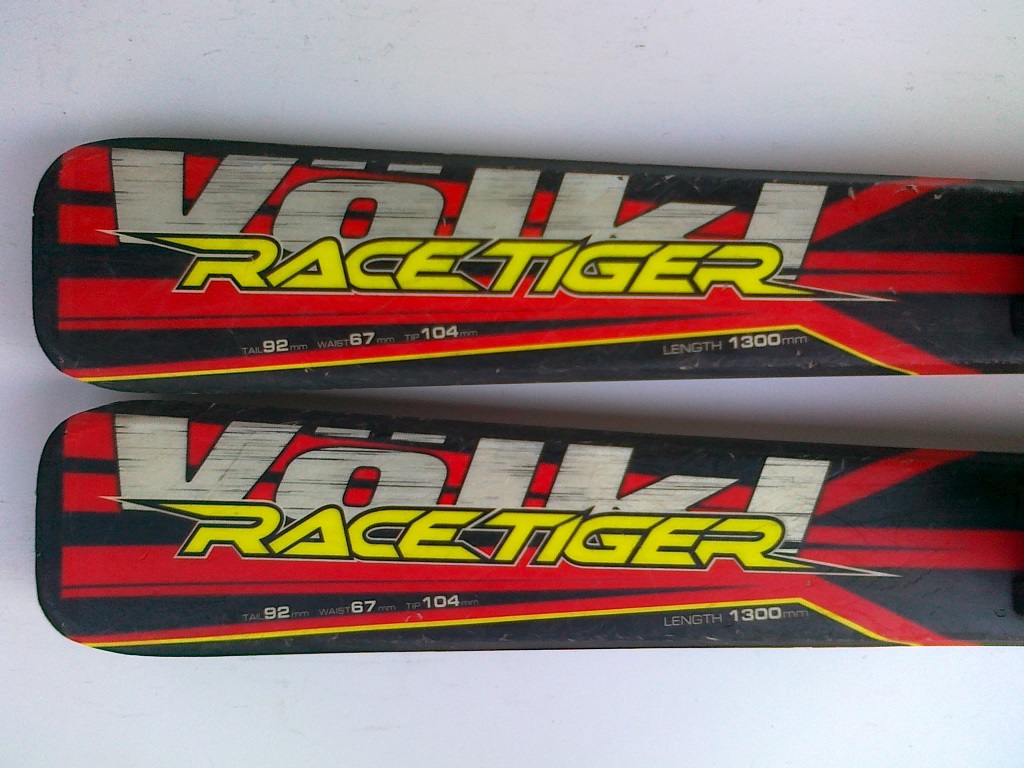 Völkl
RACETIGER
TAIL 92 mm WAIST 67 mm TIP 104 mm
LENGTH 1300 mm
Völkl
RACETIGER
TAIL 92 mm WAIST 67 mm TIP 104 mm
LENGTH 1300 mm